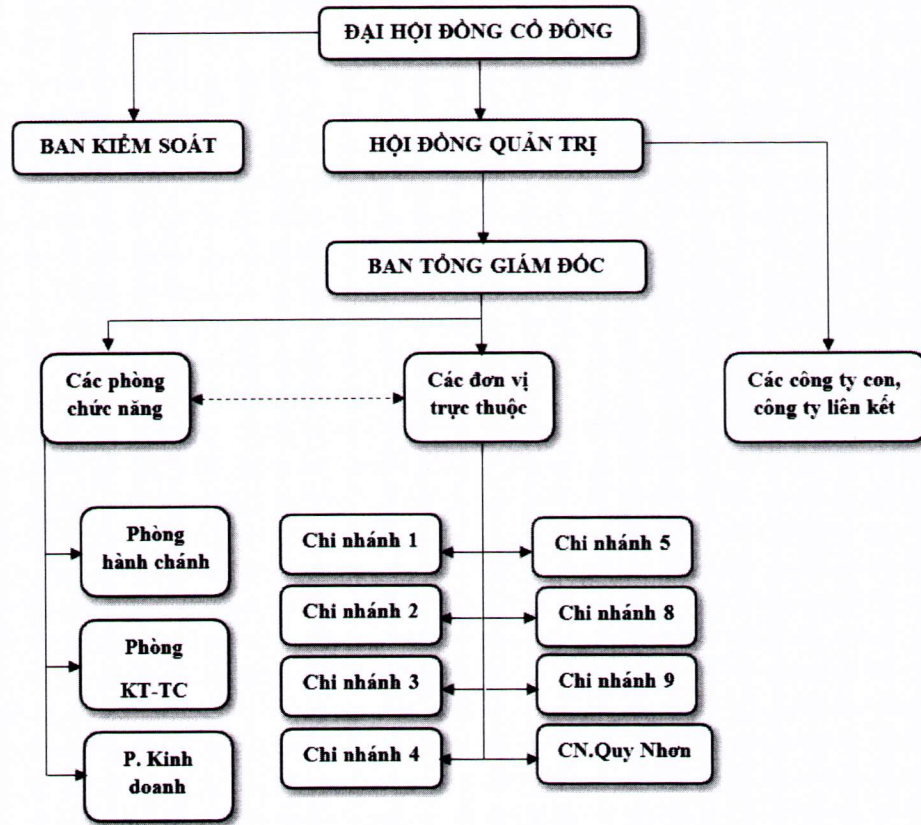 ĐẠI HỘI ĐỒNG CỔ ĐÔNG
BAN KIỂM SOÁT
HỘI ĐỒNG QUẢN TRỊ
BAN TỔNG GIÁM ĐỐC
Các phòng
chức năng
Các đơn vị
trực thuộc
Các công ty con,
công ty liên kết
Phòng
hành chánh
Phòng
KT-TC
P. Kinh
doanh
Chi nhánh 1
Chi nhánh 2
Chi nhánh 3
Chi nhánh 4
Chi nhánh 5
Chi nhánh 8
Chi nhánh 9
CN.Quy Nhơn